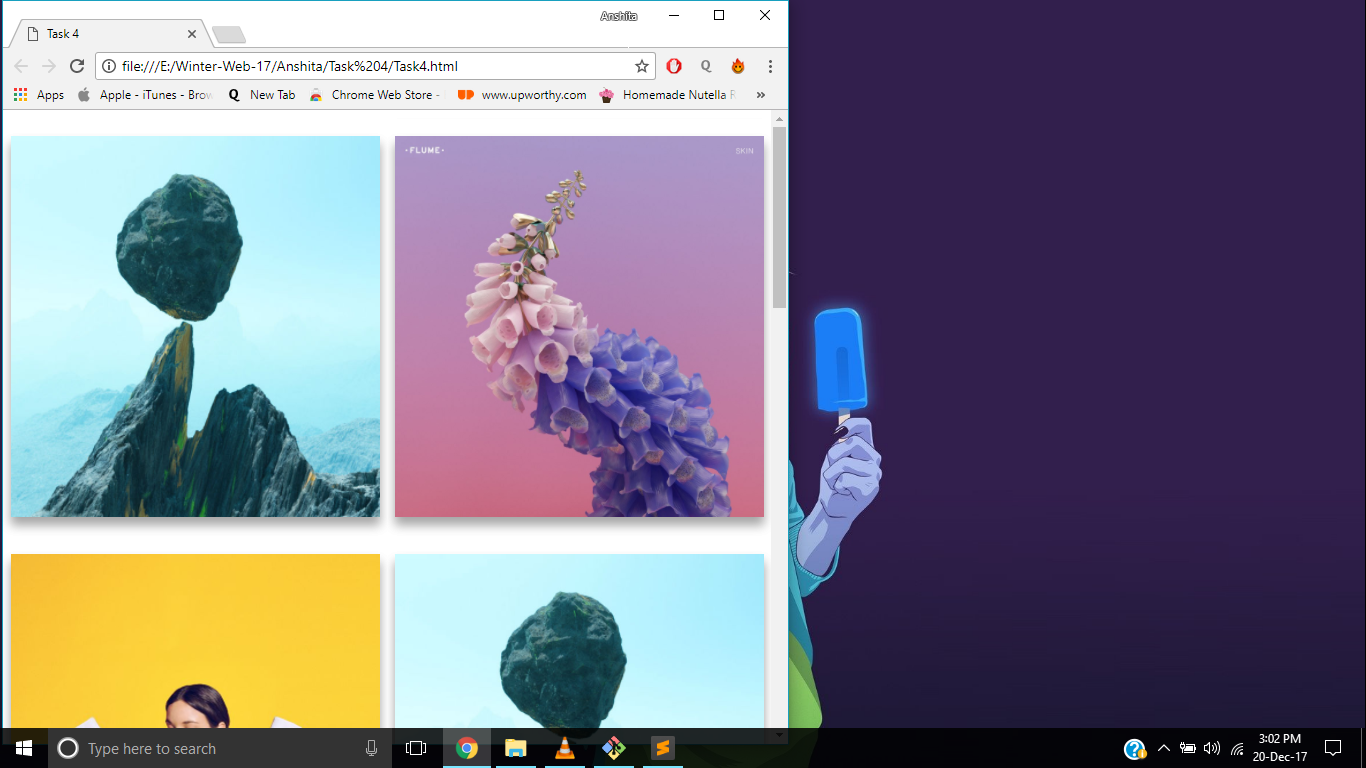 Anshita
Task 4
file:///E:/Winter-Web-17/Anshita/Task%204/Task4.html
Apps Apple - iTunes - Brow Q New Tab Chrome Web Store - UP www.upworthy.com Homemade Nutella R »
·FLUME· SKIN
Type here to search
3:02 PM
20-Dec-17